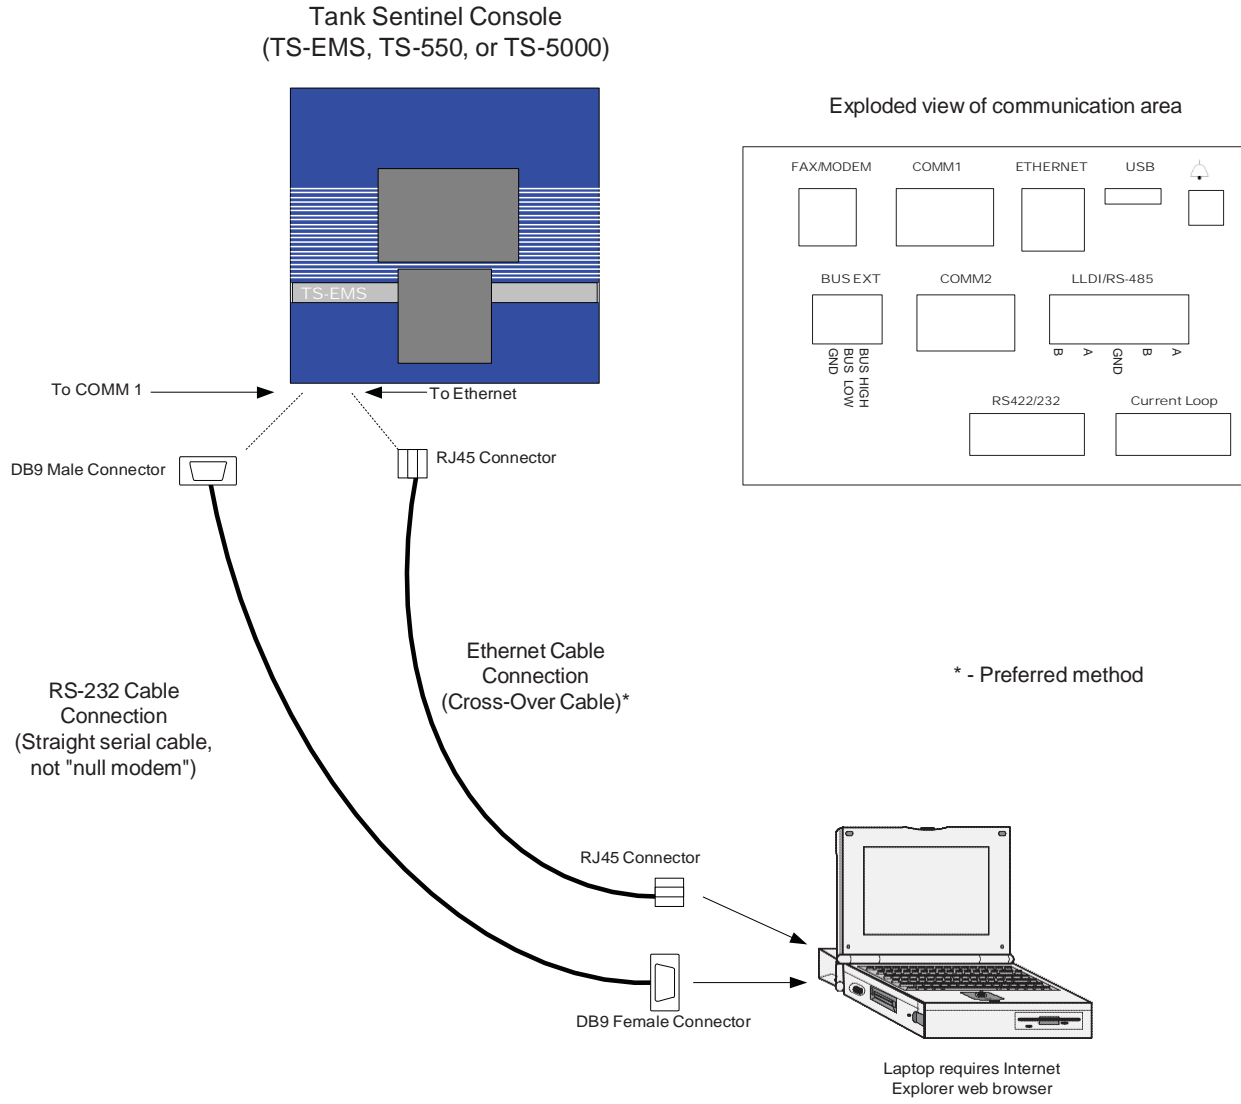 Tank Sentinel Console
(TS-EMS, TS-550, or TS-5000)
Exploded view of communication area
FAX/MODEM
COMM1
ETHERNET
USB
BUS EXT
COMM2
LLDI/RS-485
GND
BUS LOW
BUS HIGH
B
A
GND
B
A
RS422/232
Current Loop
TS-EMS
To COMM 1
To Ethernet
DB9 Male Connector
RJ45 Connector
Ethernet Cable
Connection
(Cross-Over Cable)*
* - Preferred method
RS-232 Cable
Connection
(Straight serial cable,
not "null modem")
RJ45 Connector
DB9 Female Connector
Laptop requires Internet
Explorer web browser